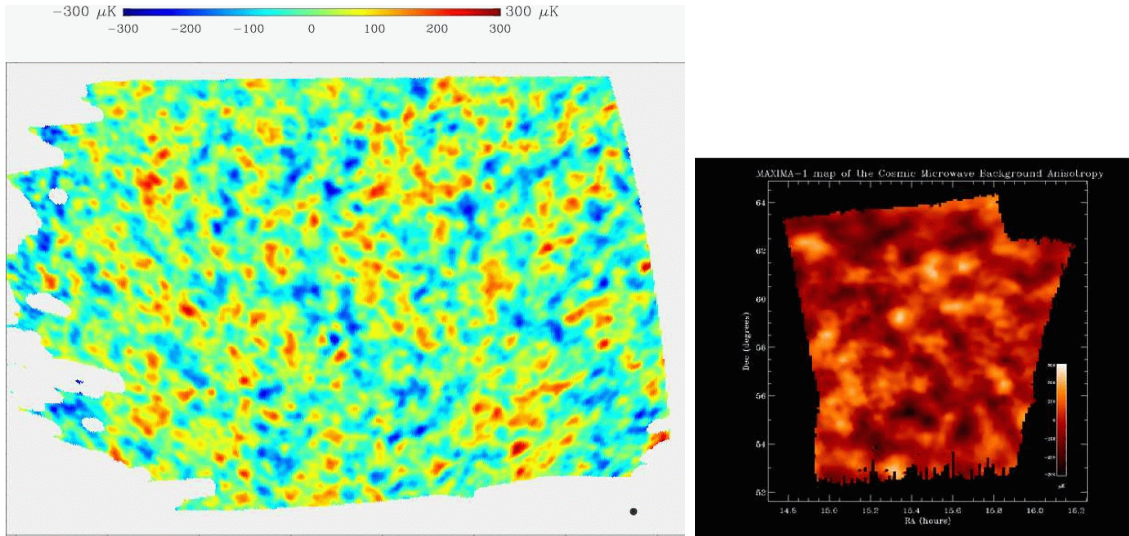 −300 μK 300 μK
−300 −200 −100 0 100 200 300
MAXIMA−1 map of the Cosmic Microwave Background Anisotropy
64
62
60
58
56
54
52
Dec (degrees)
μK
14.8 15.0 15.2 15.4 15.6 15.8 16.0 16.2
RA (hours)